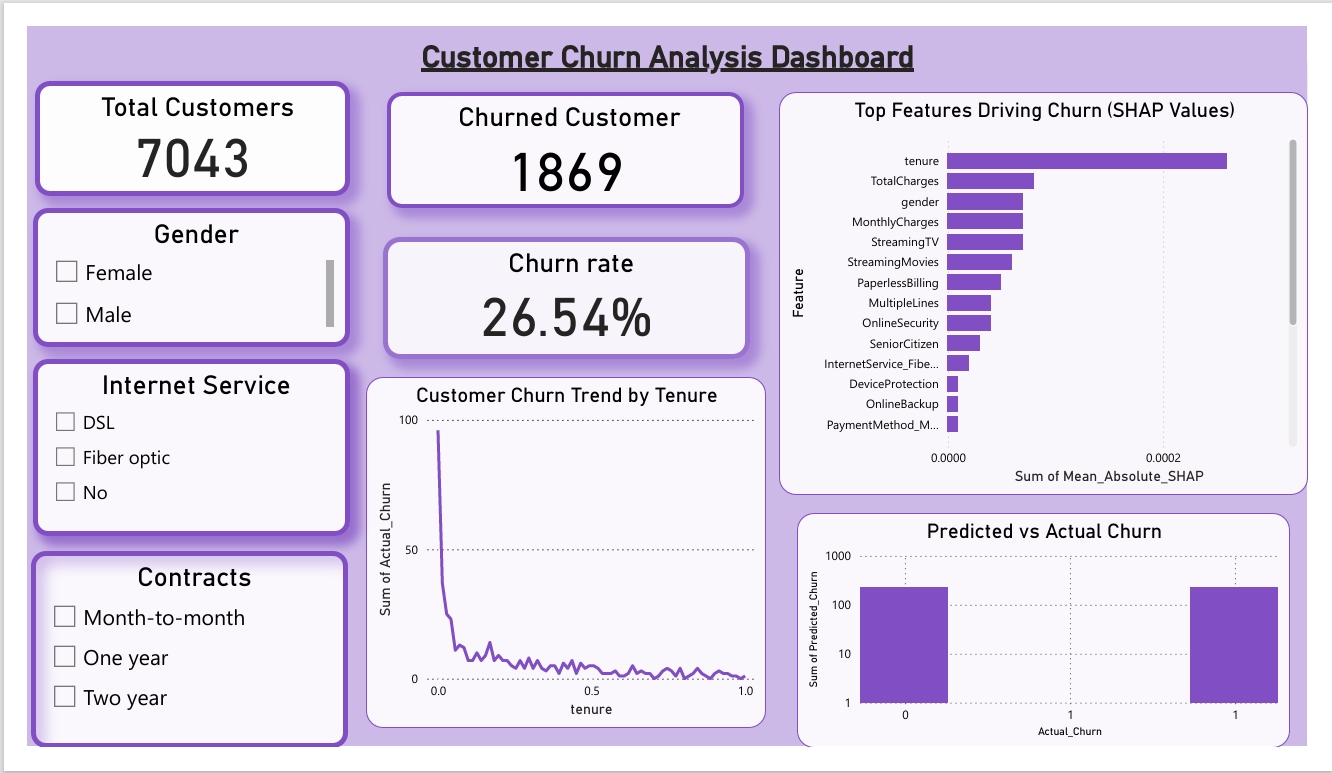 Customer Churn Analysis Dashboard
Total Customers
7043
Gender
Female
Male
Internet Service
DSL
Fiber optic
No
Contracts
Month-to-month
One year
Two year
Churned Customer
1869
Churn rate
26.54%
Customer Churn Trend by Tenure
Sum of Actual_Churn
100
50
0
0.0 0.5 1.0
tenure
Top Features Driving Churn (SHAP Values)
Feature
tenure
TotalCharges
gender
MonthlyCharges
StreamingTV
StreamingMovies
PaperlessBilling
MultipleLines
OnlineSecurity
SeniorCitizen
InternetService_Fibe...
DeviceProtection
OnlineBackup
PaymentMethod_M...
0.0000 0.0002
Sum of Mean_Absolute_SHAP
Predicted vs Actual Churn
Sum of Predicted_Churn
1000
100
10
1
0 1 1
Actual_Churn